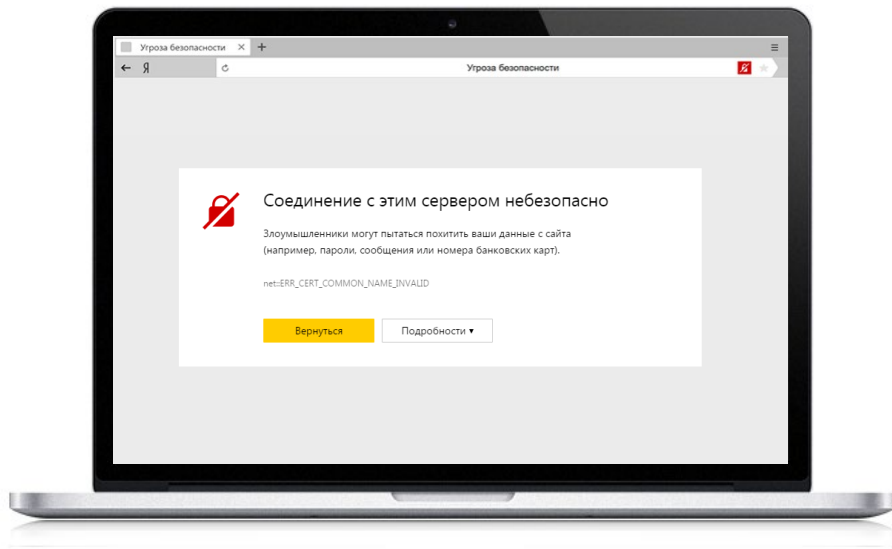 Угроза безопасности
Я
Угроза безопасности
Соединение с этим сервером небезопасно
Злоумышленники могут пытаться похитить ваши данные с сайта
(например, пароли, сообщения или номера банковских карт).
net::ERR_CERT_COMMON_NAME_INVALID
Вернуться
Подробности